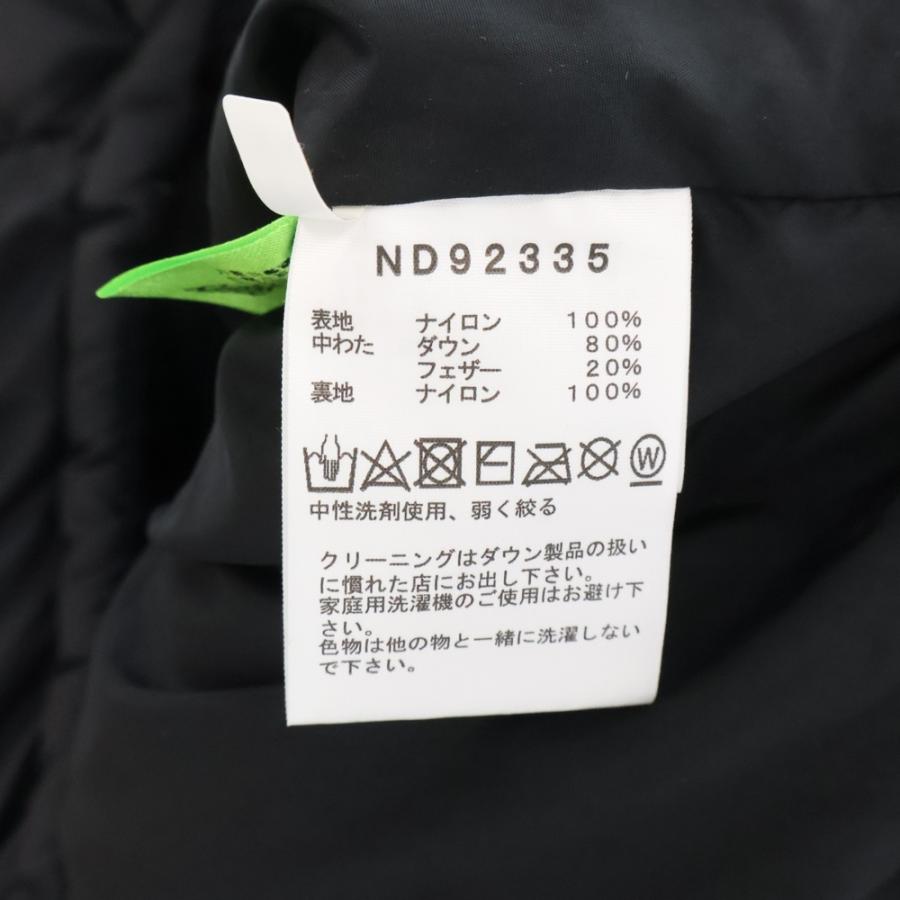 ND92335
表地 ナイロン 100%
中わた ダウン 80%
フェザー 20%
裏地 ナイロン 100%
W
中性洗剤使用、弱く絞る
クリーニングはダウン製品の扱い
に慣れた店にお出し下さい。
家庭用洗濯機のご使用はお避け下
さい。
色物は他の物と一緒に洗濯しない
で下さい。